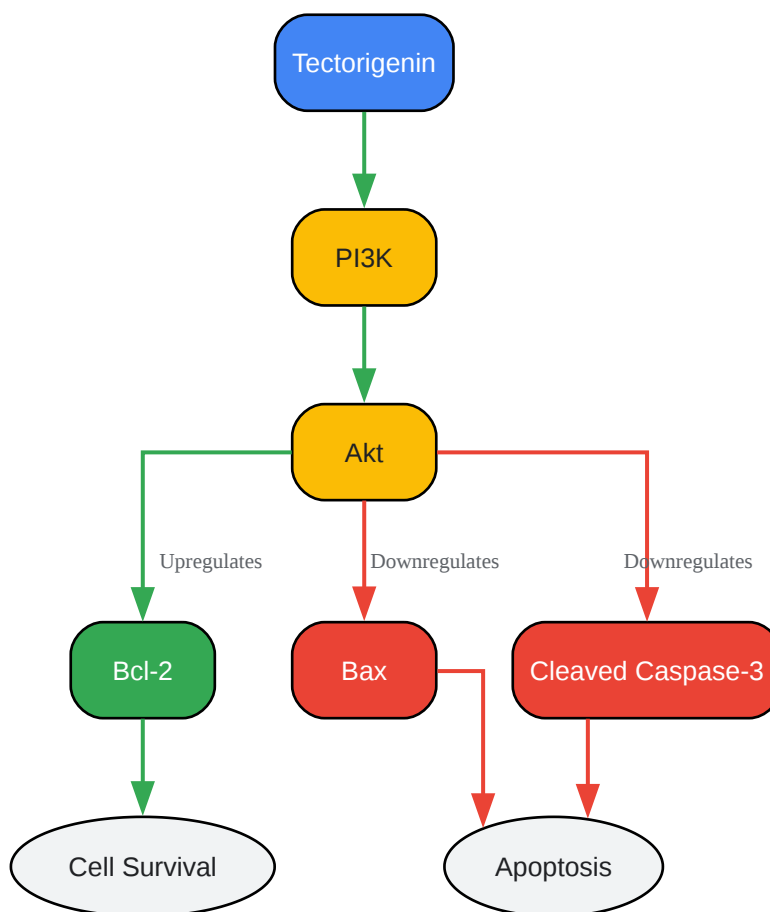 Tectorigenin
PI3K
Akt
Upregulates
Downregulates
Downregulates
Bcl-2
Bax
Cleaved Caspase-3
Cell Survival
Apoptosis